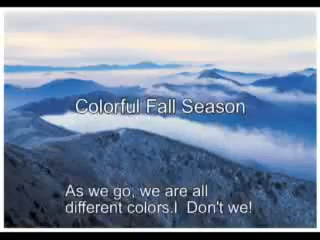 Colorful Fall Season
As we go, we are all
different colors.I  Don't we!